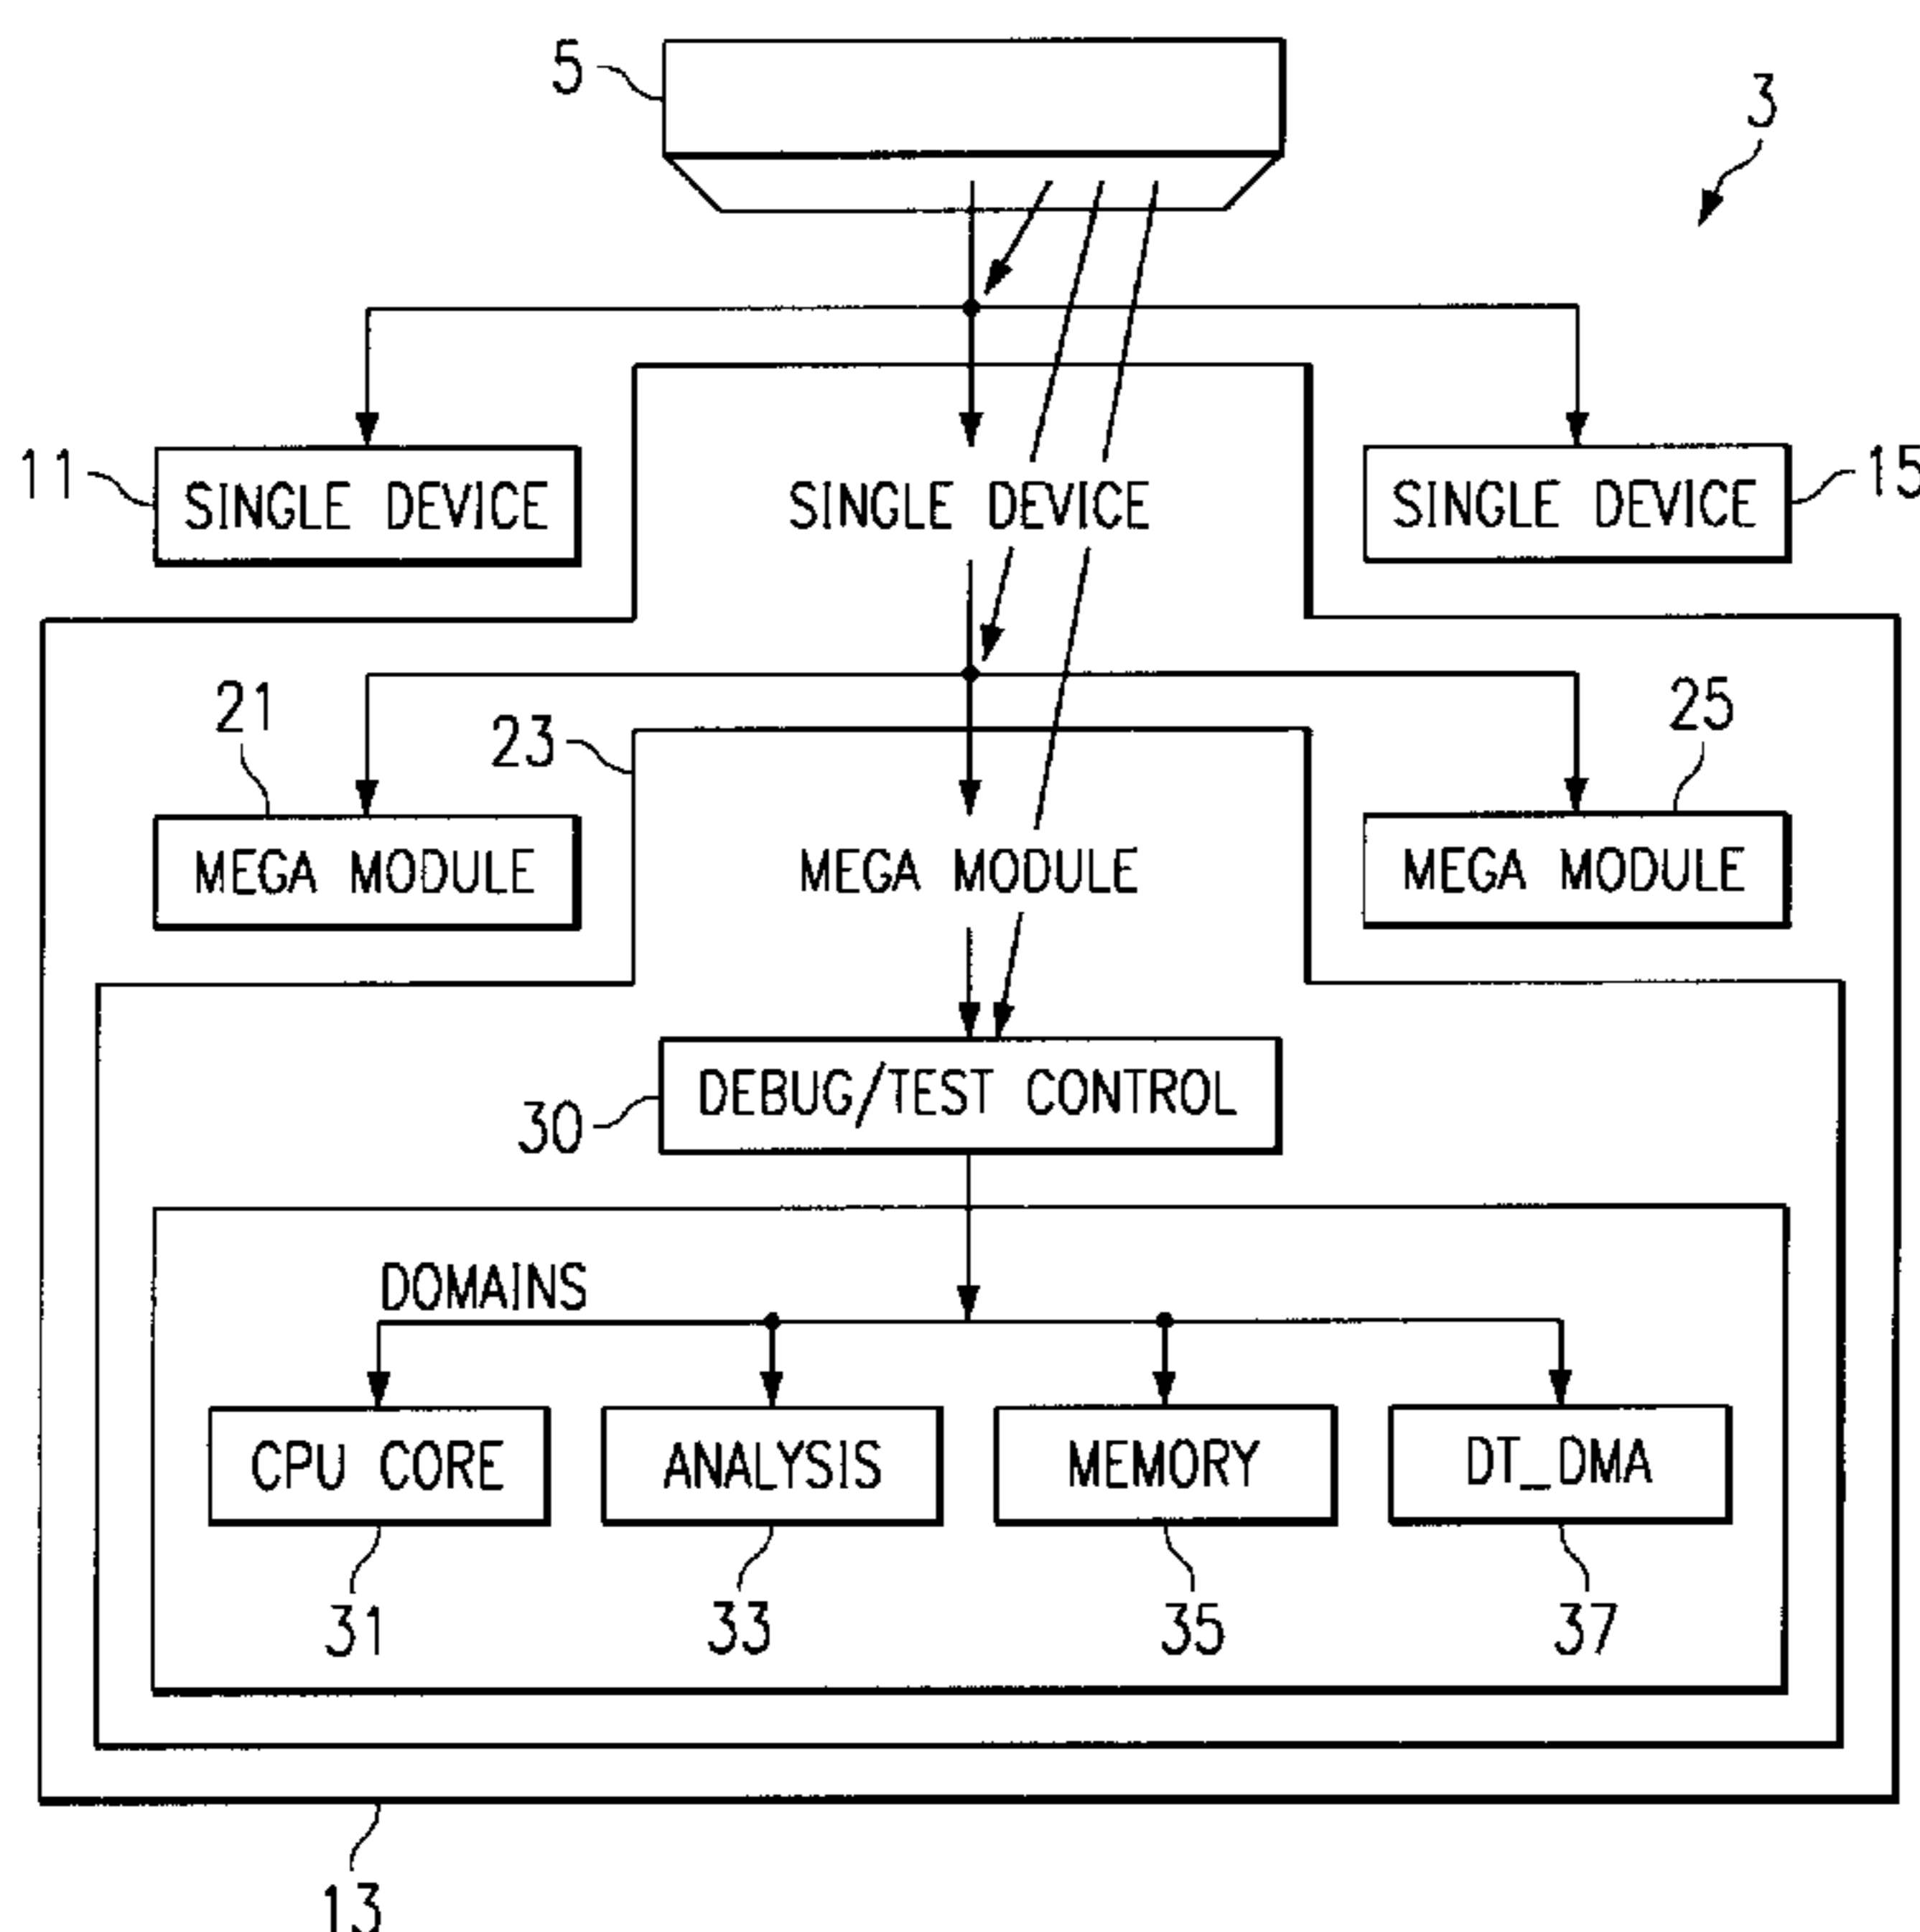 5
3
11
SINGLE DEVICE
SINGLE DEVICE
SINGLE DEVICE
15
21
23
25
MEGA MODULE
MEGA MODULE
MEGA MODULE
30
DEBUG/TEST CONTROL
DOMAINS
CPU CORE
ANALYSIS
MEMORY
DT_DMA
31
33
35
37
13